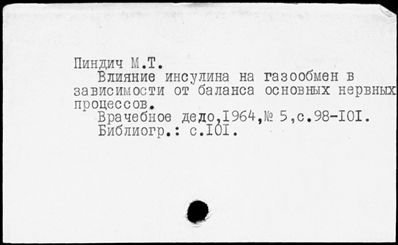 Пиндич М.Т.
Влияние инсулина на газообмен в
зависимости от баланса основных нервных
процессов.
Врачебное дело,1964,№ 5,с.98-101.
Библиогр.: с.101.